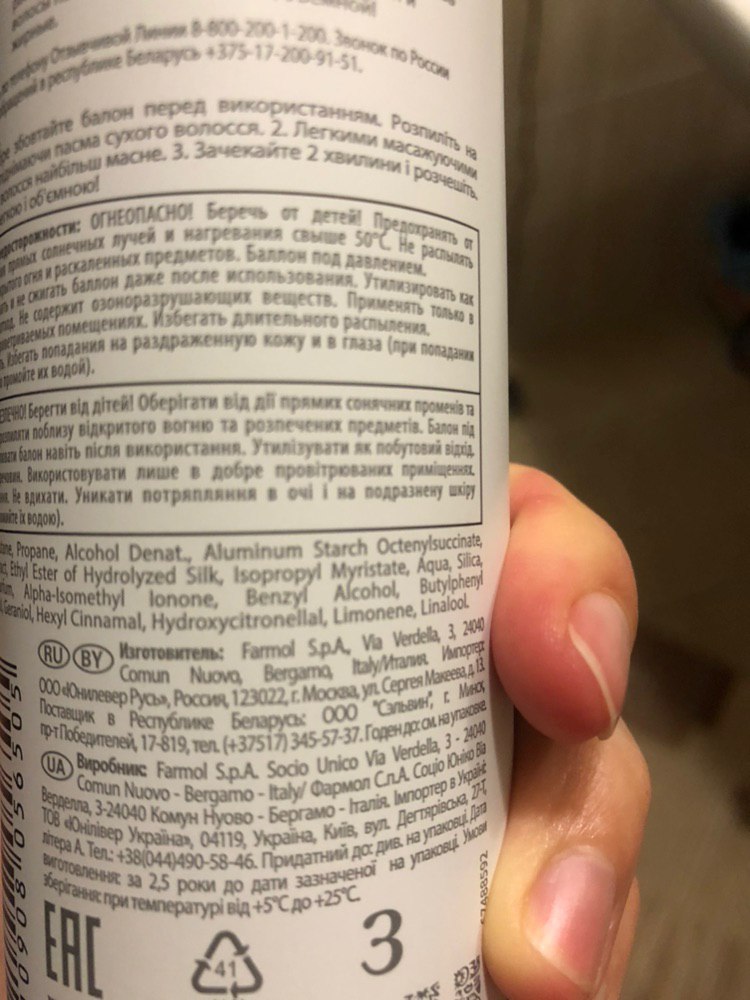 жирние.
телефону Отзывчивой Линии 8-800-200-1-200. Звонок по России
в республике Беларусь +375-17-200-91-51.
збовтайте балон перед використанням. Розпиліть на
пасма сухого волосся. 2. Легкими масажуючими
волосся найбільш масне. 3. Зачекайте 2 хвилини і розчешіть.
і об'ємною!
ОГНЕОПАСНО! Беречь от детей! Предохранять от
прямых солнечных лучей и нагревания свыше 50°C. Не распылять
огня и раскаленных предметов. Баллон под давлением.
и не сжигать баллон даже после использования. Утилизировать как
Не содержит озоноразрушающих веществ. Применять только в
помещениях. Избегать длительного распыления.
Избегать попадания на раздраженную кожу и в глаза (при попадании
промойте их водой).
Берегти від дітей! Оберігати від дії прямих сонячних променів та
поблизу відкритого вогню та розпечених предметів. Балон під
балон навіть після використання. Утилізувати як побутовий відхід.
Використовувати лише в добре провітрюваних приміщеннях.
Не вдихати. Уникати потряпляння в очі і на подразнену шкіру
їх водою).
Propane, Alcohol Denat., Aluminum Starch Octenylsuccinate,
Ethyl Ester of Hydrolyzed Silk, Isopropyl Myristate, Aqua, Silica,
Alpha-Isomethyl Ionone, Benzyl Alcohol, Butylphenyl
Geraniol, Hexyl Cinnamal, Hydroxycitronellal, Limonene, Linalool.
RU BY Изготовитель: Farmol S.p.A., Via Verdella, 3, 24040
Comun Nuovo, Bergamo, Italy/Италия. Импортер:
ООО «Юнилевер Русь», Россия, 123022, г. Москва, ул. Сергея Макеева, д. 13.
Поставщик в Республике Беларусь: ООО "Сэльвин", г. Минск,
пр-т Победителей, 17-819, тел. (+37517) 345-57-37. Годен до: см. на упаковке.
UA Виробник: Farmol S.p.A. Socio Unico Via Verdella, 3 - 24040
Comun Nuovo - Bergamo - Italy/ Фармол С.п.А. Соціо Юніко Віа
Верделла, 3-24040 Комун Нуово - Бергамо - Італія. Імпортер в Україні:
ТОВ «Юнілівер Україна», 04119, Україна, Київ, вул. Дегтярівська, 27-Т,
літера А. Тел.: +38(044)490-58-46. Придатний до: див. на упаковці. Дата
виготовлення: за 2,5 роки до дати зазначеної на упаковці. Умови
зберігання: при температурі від +5°C до +25°C.
67488592
EAC
41
3